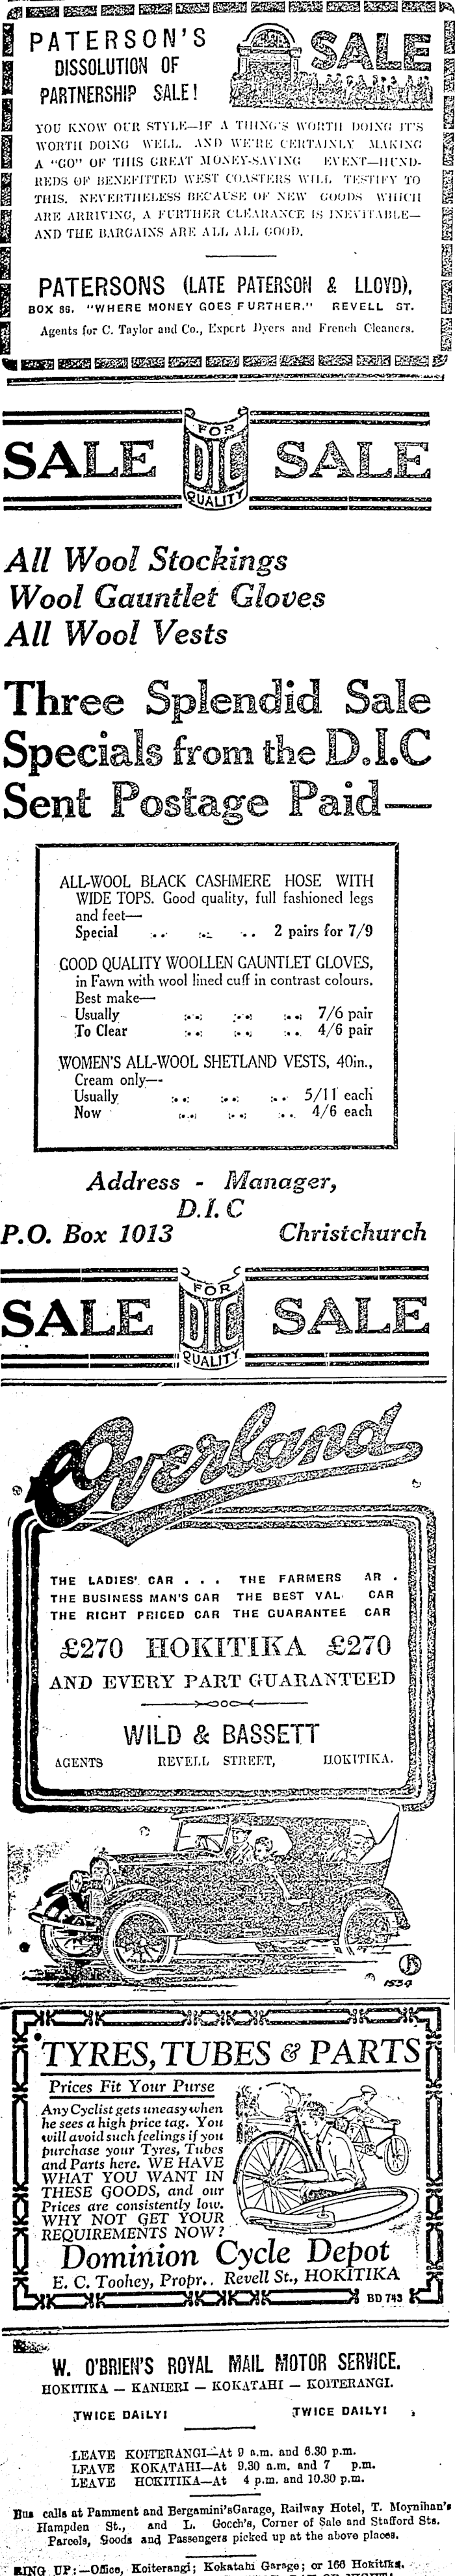 PATERSON'S
DISSOLUTION OF
PARTNERSHIP SALE!
SALE
YOU KNOW OUR STYLE—IF A THING'S WORTH DOING IT'S
WORTH DOING WELL. AND WE'RE CERTAINLY MAKING
A "GO" OF THIS GREAT MONEY-SAVING EVENT—HUND-
REDS OF BENEFITTED WEST COASTERS WILL TESTIFY TO
THIS. NEVERTHELESS BECAUSE OF NEW GOODS WHICH
ARE ARRIVING, A FURTHER CLEARANCE IS INEVITABLE—
AND THE BARGAINS ARE ALL ALL GOOD.
PATERSONS (LATE PATERSON & LLOYD),
BOX 86. "WHERE MONEY GOES FURTHER." REVELL ST.
Agents for C. Taylor and Co., Expert Dyers and French Cleaners.
SALE FOR DIC QUALITY SALE
All Wool Stockings
Wool Gauntlet Gloves
All Wool Vests
Three Splendid Sale
Specials from the D.I.C
Sent Postage Paid—
ALL-WOOL BLACK CASHMERE HOSE WITH
WIDE TOPS. Good quality, full fashioned legs
and feet—
Special .. .. .. 2 pairs for 7/9
GOOD QUALITY WOOLLEN GAUNTLET GLOVES,
in Fawn with wool lined cuff in contrast colours.
Best make—
Usually .. .. .. 7/6 pair
To Clear .. .. .. 4/6 pair
WOMEN'S ALL-WOOL SHETLAND VESTS, 40in.,
Cream only—
Usually .. .. .. 5/11 each
Now .. .. .. 4/6 each
Address - Manager,
D.I.C
P.O. Box 1013 Christchurch
SALE FOR DIC QUALITY SALE
Overland
THE LADIES' CAR . . . THE FARMERS AR .
THE BUSINESS MAN'S CAR THE BEST VAL CAR
THE RIGHT PRICED CAR THE GUARANTEE CAR
£270 HOKITIKA £270
AND EVERY PART GUARANTEED
WILD & BASSETT
AGENTS REVELL STREET, HOKITIKA.
1534
TYRES, TUBES & PARTS
Prices Fit Your Purse
Any Cyclist gets uneasy when
he sees a high price tag. You
will avoid such feelings if you
purchase your Tyres, Tubes
and Parts here. WE HAVE
WHAT YOU WANT IN
THESE GOODS, and our
Prices are consistently low.
WHY NOT GET YOUR
REQUIREMENTS NOW?
Dominion Cycle Depot
E. C. Toohey, Propr., Revell St., HOKITIKA
BD 743
W. O'BRIEN'S ROYAL MAIL MOTOR SERVICE.
HOKITIKA — KANIERI — KOKATAHI — KOITERANGI.
TWICE DAILY! TWICE DAILY!
LEAVE KOITERANGI—At 9 a.m. and 6.30 p.m.
LEAVE KOKATAHI—At 9.30 a.m. and 7 p.m.
LEAVE HOKITIKA—At 4 p.m. and 10.30 p.m.
Bus calls at Pamment and Bergamini's Garage, Railway Hotel, T. Moynihan's
Hampden St., and L. Gooch's, Corner of Sale and Stafford Sts.
Parcels, Goods and Passengers picked up at the above places.
RING UP:—Office, Koiterangi; Kokatahi Garage; or 166 Hokitika.